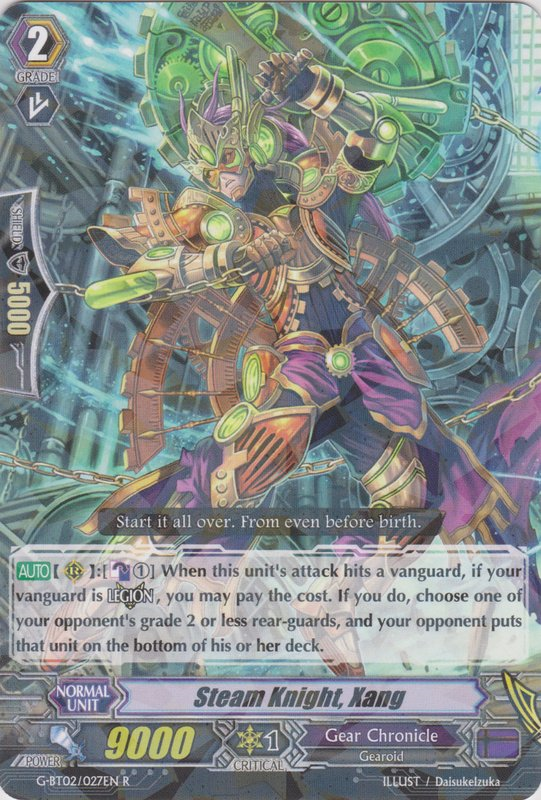 2
GRADE
SHIELD
5000
Start it all over. From even before birth.
AUTO【 R 】:[ ①] When this unit's attack hits a vanguard, if your
vanguard is LEGION, you may pay the cost. If you do, choose one of
your opponent's grade 2 or less rear-guards, and your opponent puts
that unit on the bottom of his or her deck.
NORMAL
UNIT
Steam Knight, Xang
POWER
9000
1
CRITICAL
Gear Chronicle
Gearoid
G-BT02/027EN R
ILLUST / DaisukeIzuka